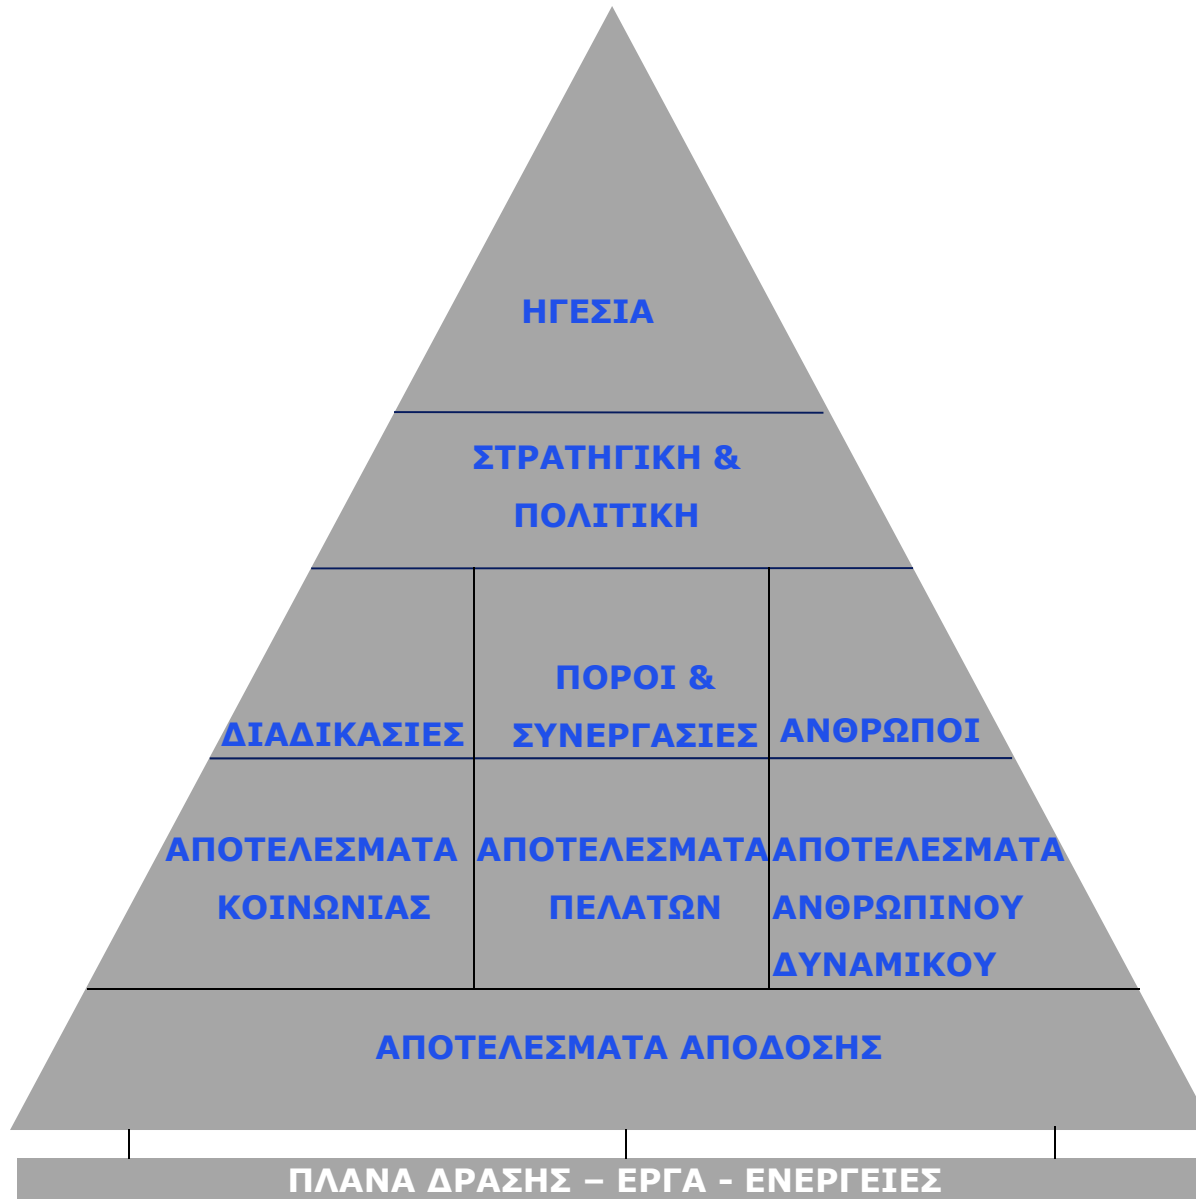 ΗΓΕΣΙΑ
ΣΤΡΑΤΗΓΙΚΗ &
ΠΟΛΙΤΙΚΗ
ΔΙΑΔΙΚΑΣΙΕΣ
ΠΟΡΟΙ &
ΣΥΝΕΡΓΑΣΙΕΣ
ΑΝΘΡΩΠΟΙ
ΑΠΟΤΕΛΕΣΜΑΤΑ
ΚΟΙΝΩΝΙΑΣ
ΑΠΟΤΕΛΕΣΜΑΤΑ
ΠΕΛΑΤΩΝ
ΑΠΟΤΕΛΕΣΜΑΤΑ
ΑΝΘΡΩΠΙΝΟΥ
ΔΥΝΑΜΙΚΟΥ
ΑΠΟΤΕΛΕΣΜΑΤΑ ΑΠΟΔΟΣΗΣ
ΠΛΑΝΑ ΔΡΑΣΗΣ – ΕΡΓΑ - ΕΝΕΡΓΕΙΕΣ